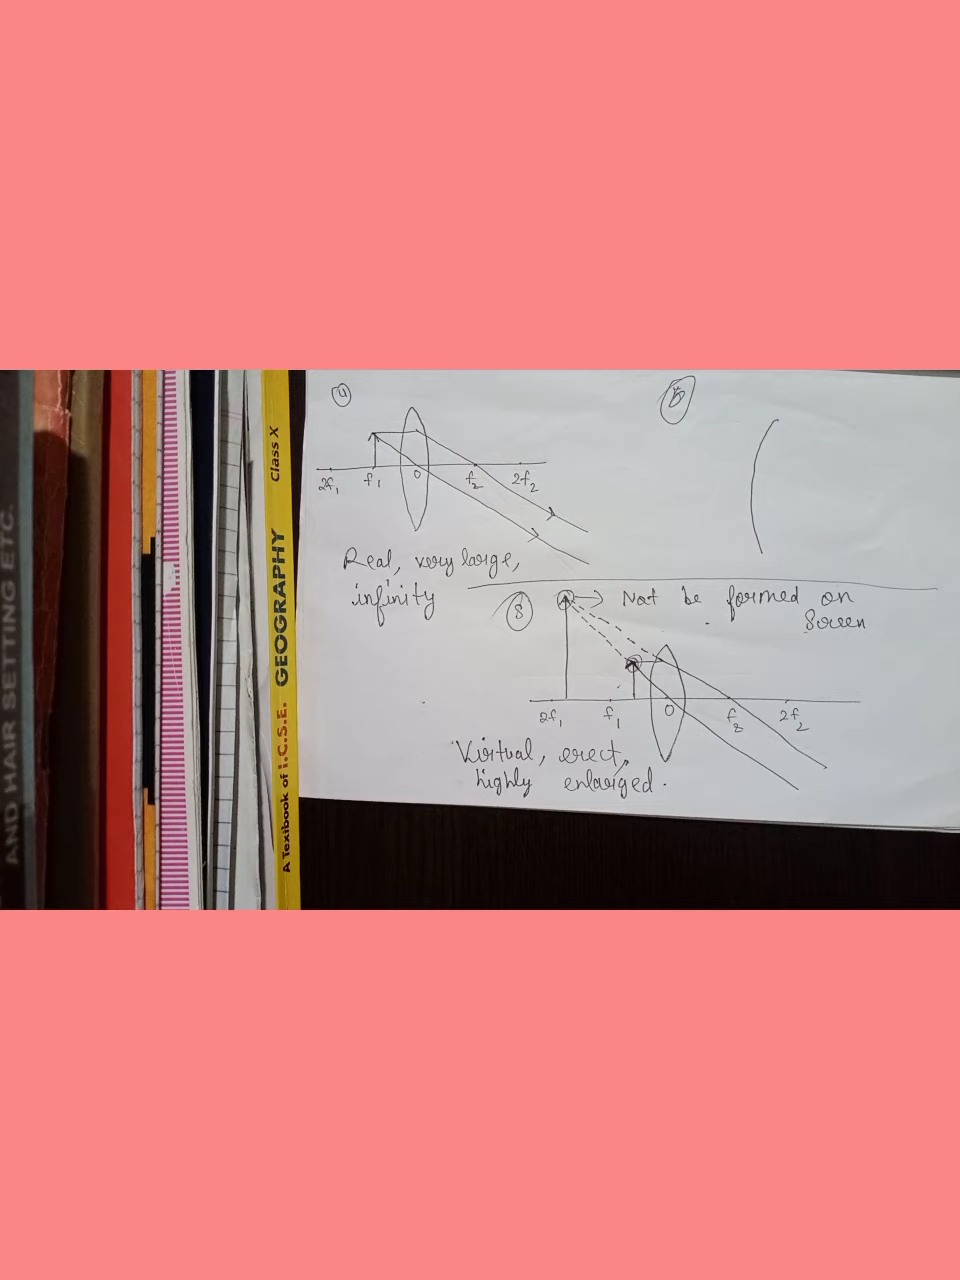 AND HAIR SETTING ETC.
A Textbook of I.C.S.E. GEOGRAPHY Class X
4
5
2f1 f1 O f2 2f2
Real, very large,
infinity
8
→ Not be formed on
Screen
2f1 f1 O f2 2f2
Virtual, erect,
highly enlarged.